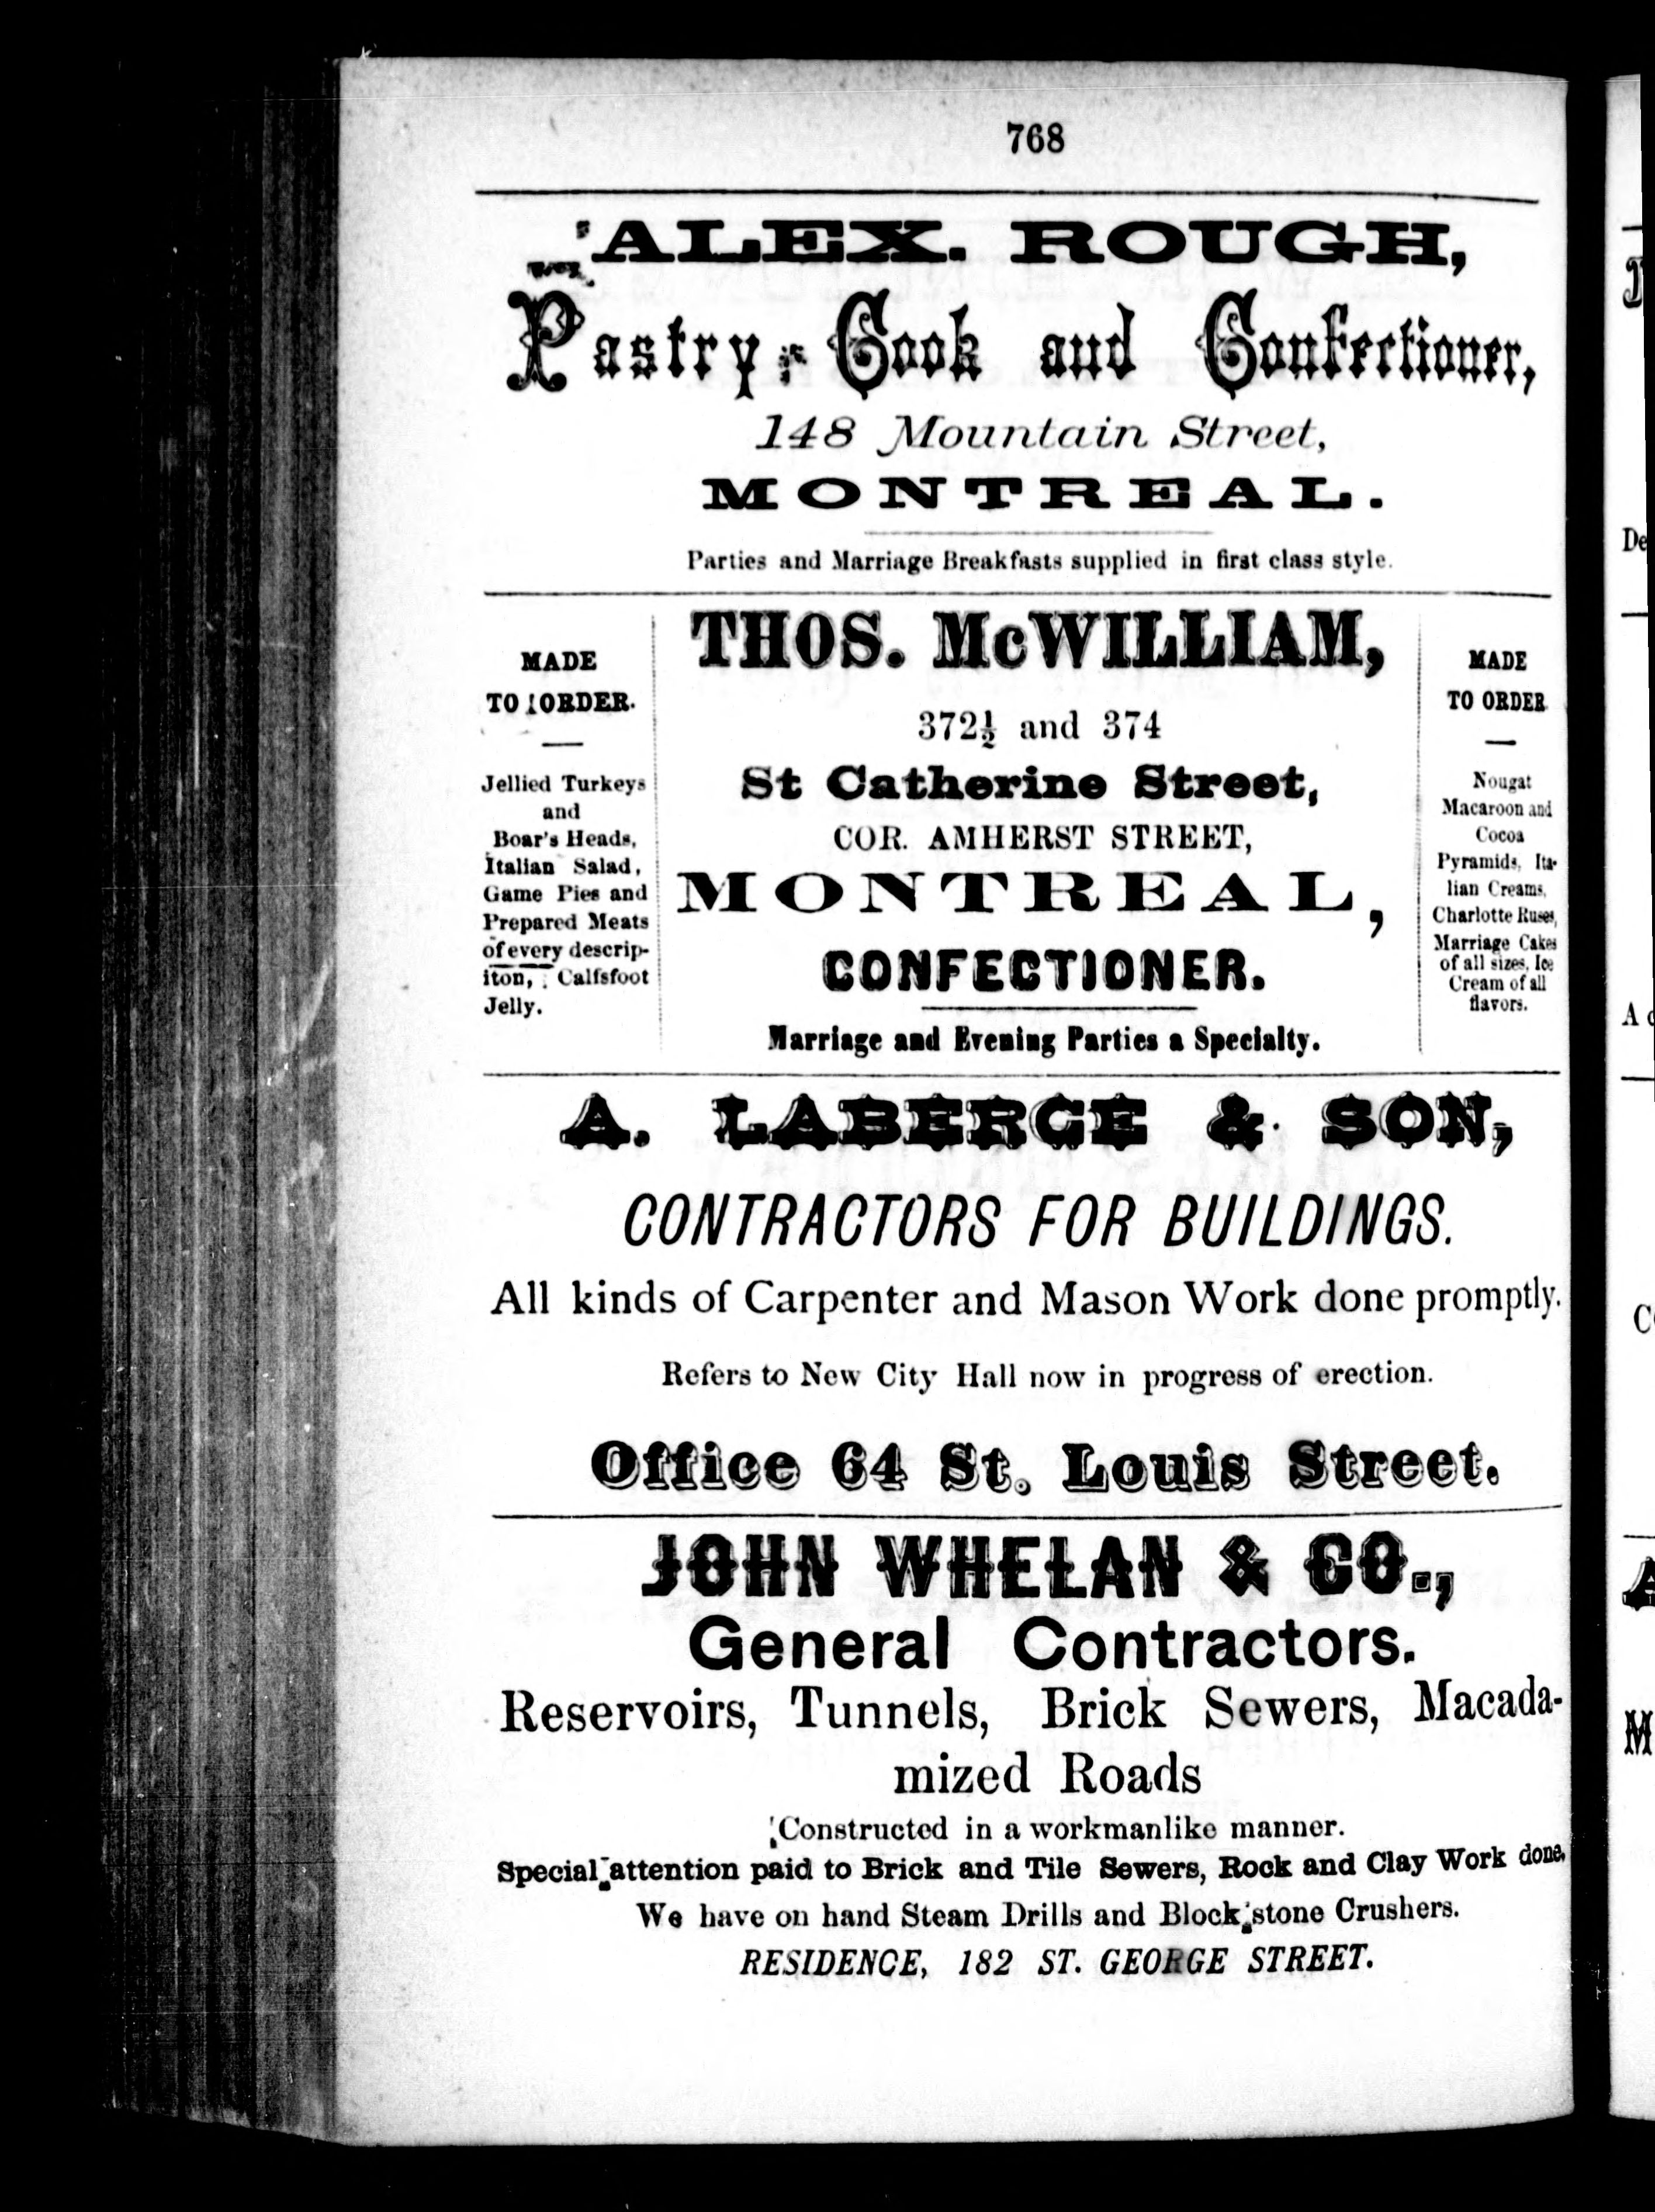 768
ALEX. ROUGH,
Pastry Cook and Confectioner,
148 Mountain Street,
MONTREAL.
Parties and Marriage Breakfasts supplied in first class style.
MADE
TO ORDER.
Jellied Turkeys
and
Boar's Heads,
Italian Salad,
Game Pies and
Prepared Meats
of every descrip-
iton, Calfsfoot
Jelly.
THOS. McWILLIAM,
372½ and 374
St Catherine Street,
COR. AMHERST STREET,
MONTREAL,
CONFECTIONER.
Marriage and Evening Parties a Specialty.
MADE
TO ORDER
Nougat
Macaroon and
Cocoa
Pyramids, Ita-
lian Creams,
Charlotte Ruses,
Marriage Cakes
of all sizes, Ice
Cream of all
flavors.
A. LABERGE & SON,
CONTRACTORS FOR BUILDINGS.
All kinds of Carpenter and Mason Work done promptly.
Refers to New City Hall now in progress of erection.
Office 64 St. Louis Street.
JOHN WHELAN & CO.,
General Contractors.
Reservoirs, Tunnels, Brick Sewers, Macada-
mized Roads
Constructed in a workmanlike manner.
Special attention paid to Brick and Tile Sewers, Rock and Clay Work done.
We have on hand Steam Drills and Block stone Crushers.
RESIDENCE, 182 ST. GEORGE STREET.